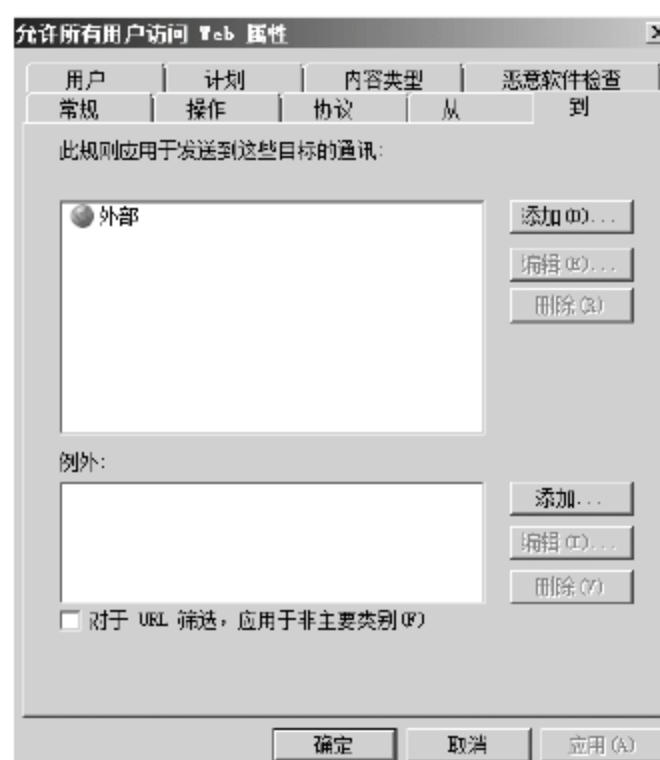 允许所有用户访问 Web 属性
用户 计划 内容类型 恶意软件检查
常规 操作 协议 从 到
此规则应用于发送到这些目标的通讯:
外部
添加(D)...
编辑(E)...
删除(R)
例外:
添加...
编辑(T)...
删除(V)
对于 URL 筛选，应用于非主要类别(F)
确定 取消 应用(A)